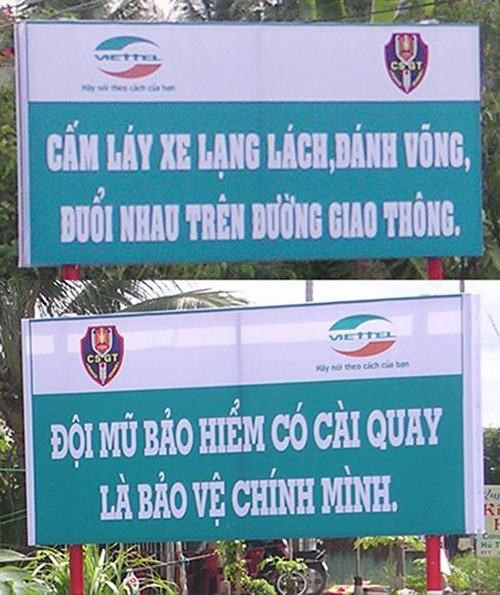 VIETTEL
Hãy nói theo cách của bạn
CSGT
CẤM LÁY XE LẠNG LÁCH, ĐÁNH VÕNG,
ĐUỔI NHAU TRÊN ĐƯỜNG GIAO THÔNG.
CSGT
VIETTEL
Hãy nói theo cách của bạn
ĐỘI MŨ BẢO HIỂM CÓ CÀI QUAY
LÀ BẢO VỆ CHÍNH MÌNH.